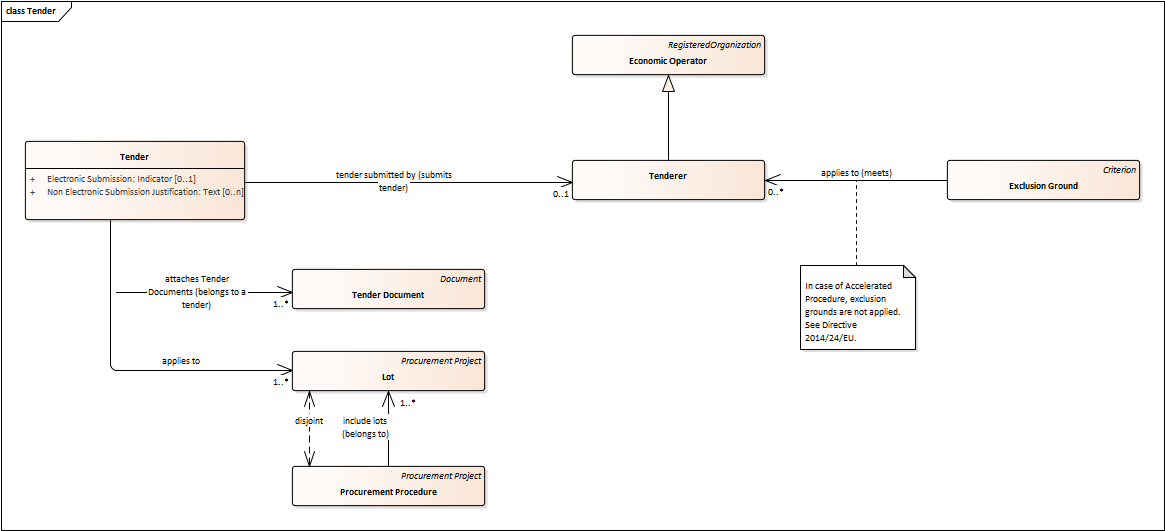 class Tender
RegisteredOrganization
Economic Operator
Tender
+ Electronic Submission: Indicator [0..1]
+ Non Electronic Submission Justification: Text [0..n]
tender submitted by (submits
tender)
0..1
Tenderer
0..*
applies to (meets)
Criterion
Exclusion Ground
In case of Accelerated
Procedure, exclusion
grounds are not applied.
See Directive
2014/24/EU.
attaches Tender
Documents (belongs to a
tender)
1..*
Document
Tender Document
applies to
1..*
Procurement Project
Lot
1..*
disjoint
include lots
(belongs to)
Procurement Project
Procurement Procedure